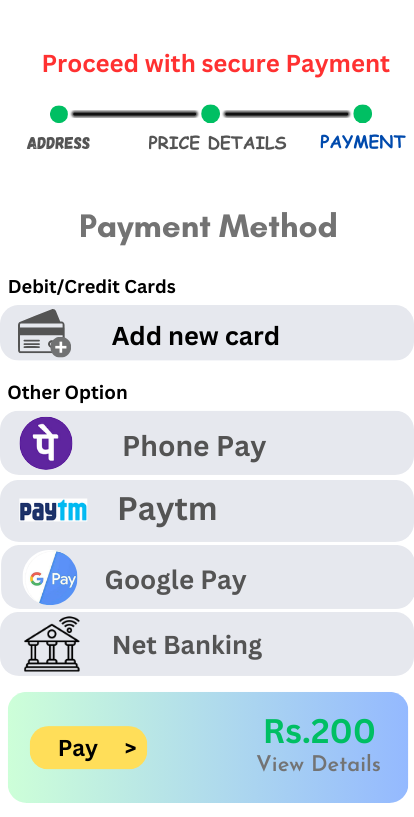 Proceed with secure Payment
ADDRESS PRICE DETAILS PAYMENT
Payment Method
Debit/Credit Cards
Add new card
Other Option
पे Phone Pay
paytm Paytm
G Pay Google Pay
Net Banking
Pay > Rs.200
View Details